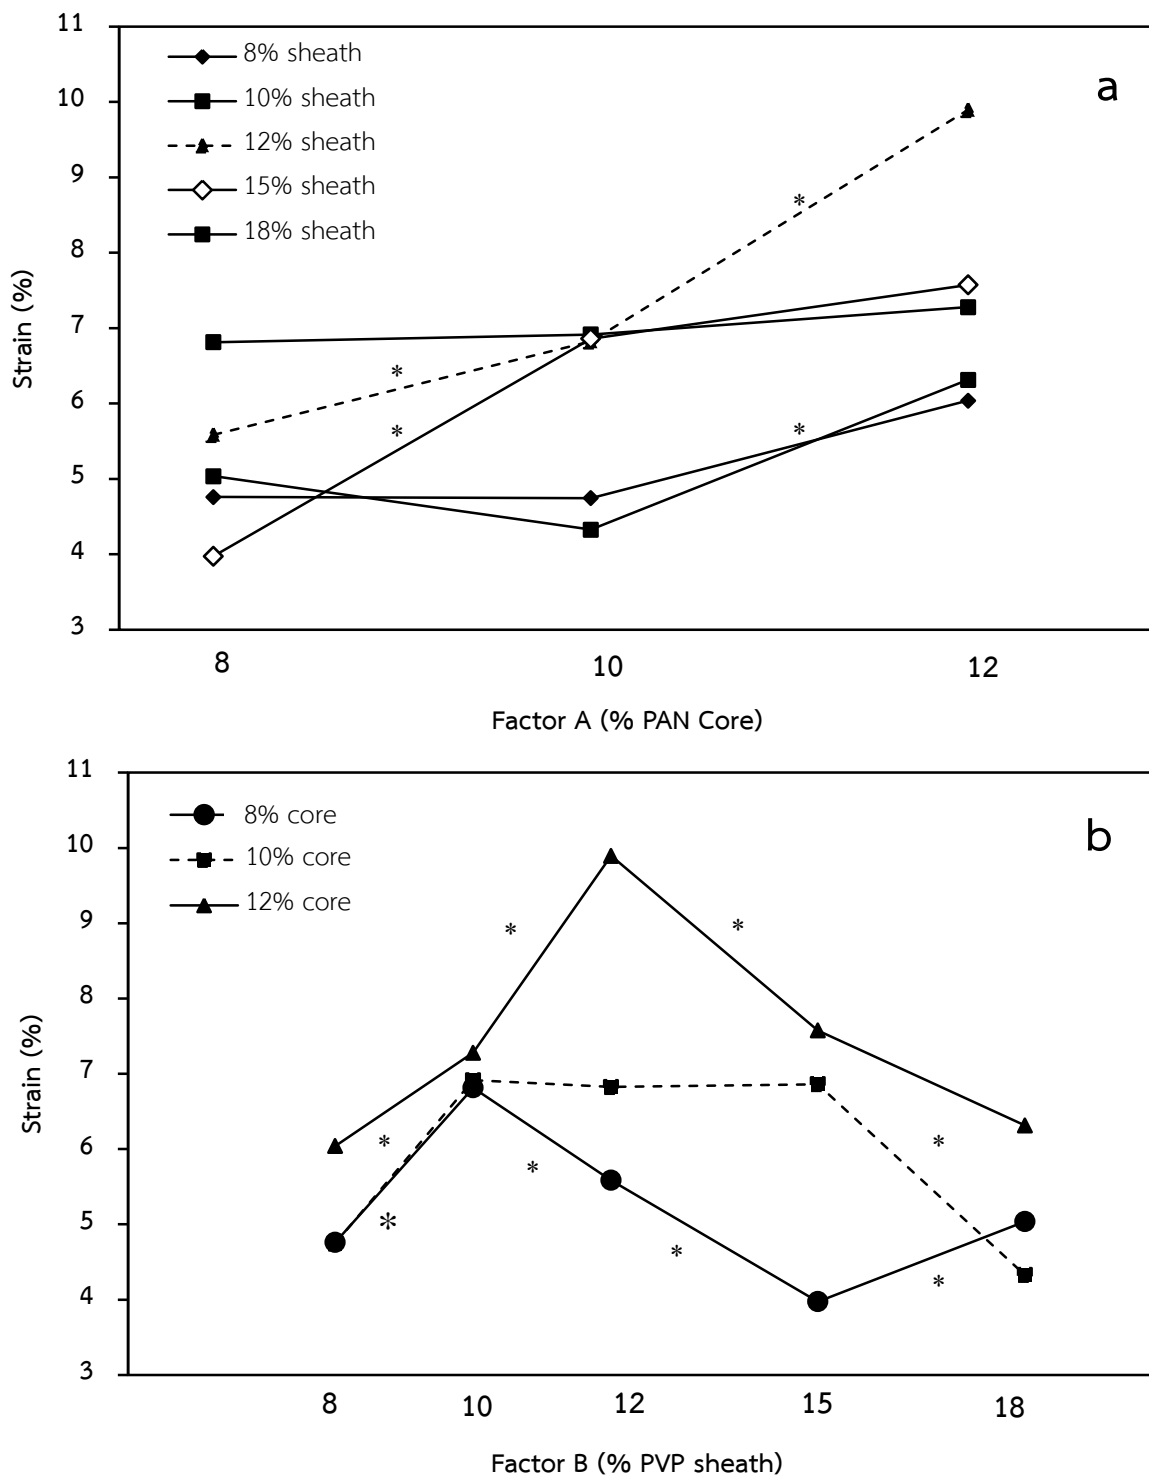 11
10
9
8
7
6
5
4
3
Strain (%)
8% sheath
10% sheath
12% sheath
15% sheath
18% sheath
a
*
*
*
*
8 10 12
Factor A (% PAN Core)
11
10
9
8
7
6
5
4
3
Strain (%)
8% core
10% core
12% core
b
*
*
*
*
*
*
*
*
8 10 12 15 18
Factor B (% PVP sheath)